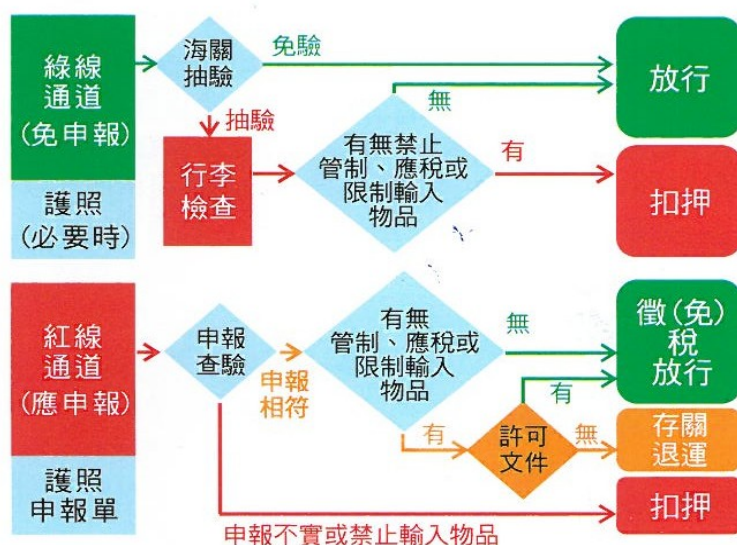 綠線
通道
(免申報)
護照
(必要時)
海關
抽驗
免驗
抽驗
行李
檢查
有無禁止
管制、應稅或
限制輸入
物品
無
有
放行
扣押
紅線
通道
(應申報)
護照
申報單
申報
查驗
申報
相符
有無
管制、應稅或
限制輸入
物品
無
有
許可
文件
有
無
徵(免)
稅
放行
存關
退運
扣押
申報不實或禁止輸入物品